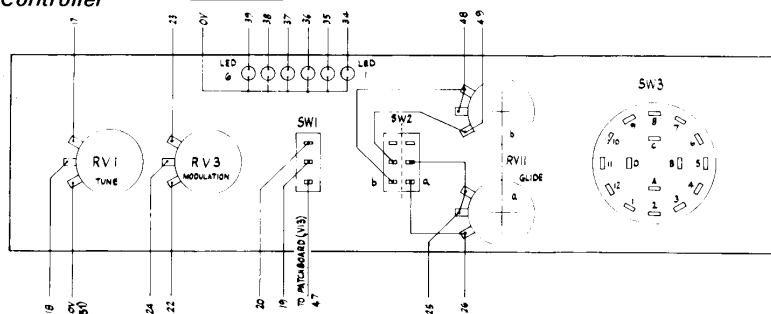 Controller
17
23
0V
39
38
37
36
35
34
48
49
LED
6
LED
1
SW1
SW2
SW3
RV1
TUNE
RV3
MODULATION
b
RV11
GLIDE
a
b
a
9
8
7
10
C
6
11
D
B
5
12
A
4
1
2
3
18
0V
24
22
20
19
TO PATCHBOARD (V13)
47
25
26